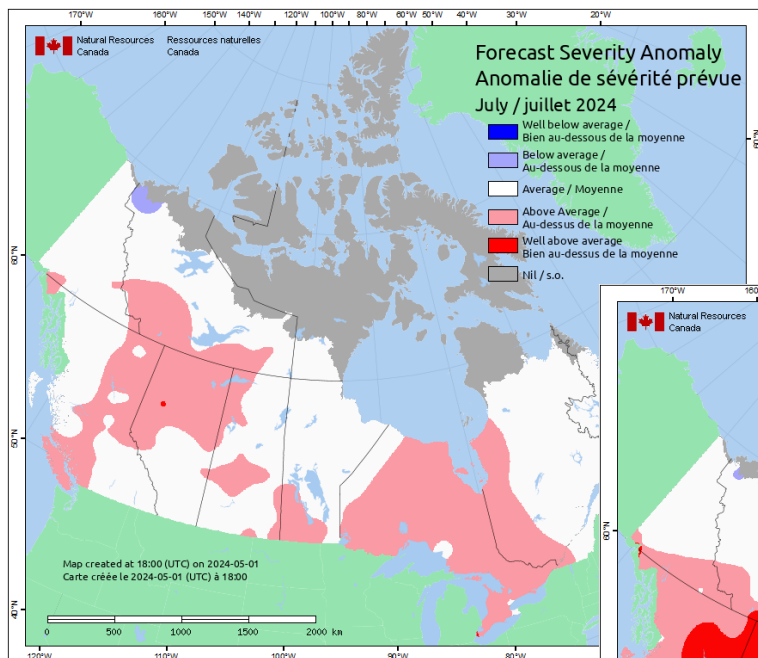 170°W 160°W 150°W 140°W 120°W 100°W 80°W 60°W 50°W 40°W 30°W 20°W
Natural Resources Canada
Ressources naturelles Canada
Forecast Severity Anomaly
Anomalie de sévérité prévue
July / juillet 2024
Well below average /
Bien au-dessous de la moyenne
Below average /
Au-dessous de la moyenne
Average / Moyenne
Above Average /
Au-dessus de la moyenne
Well above average
Bien au-dessus de la moyenne
Nil / s.o.
60°N
60°N
40°N
Map created at 18:00 (UTC) on 2024-05-01
Carte créée le 2024-05-01 (UTC) à 18:00
0 500 1000 1500 2000 km
120°W 110°W 100°W 90°W 80°W
170°W
Natural Resources
Canada
60°N